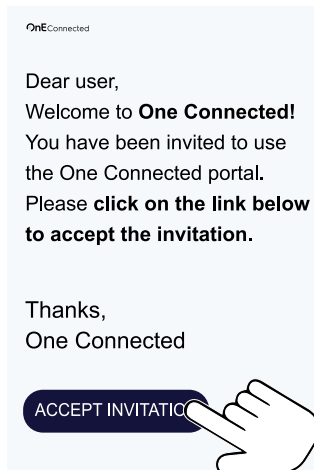 OnEConnected
Dear user,
Welcome to One Connected!
You have been invited to use
the One Connected portal.
Please click on the link below
to accept the invitation.
Thanks,
One Connected
ACCEPT INVITATIO